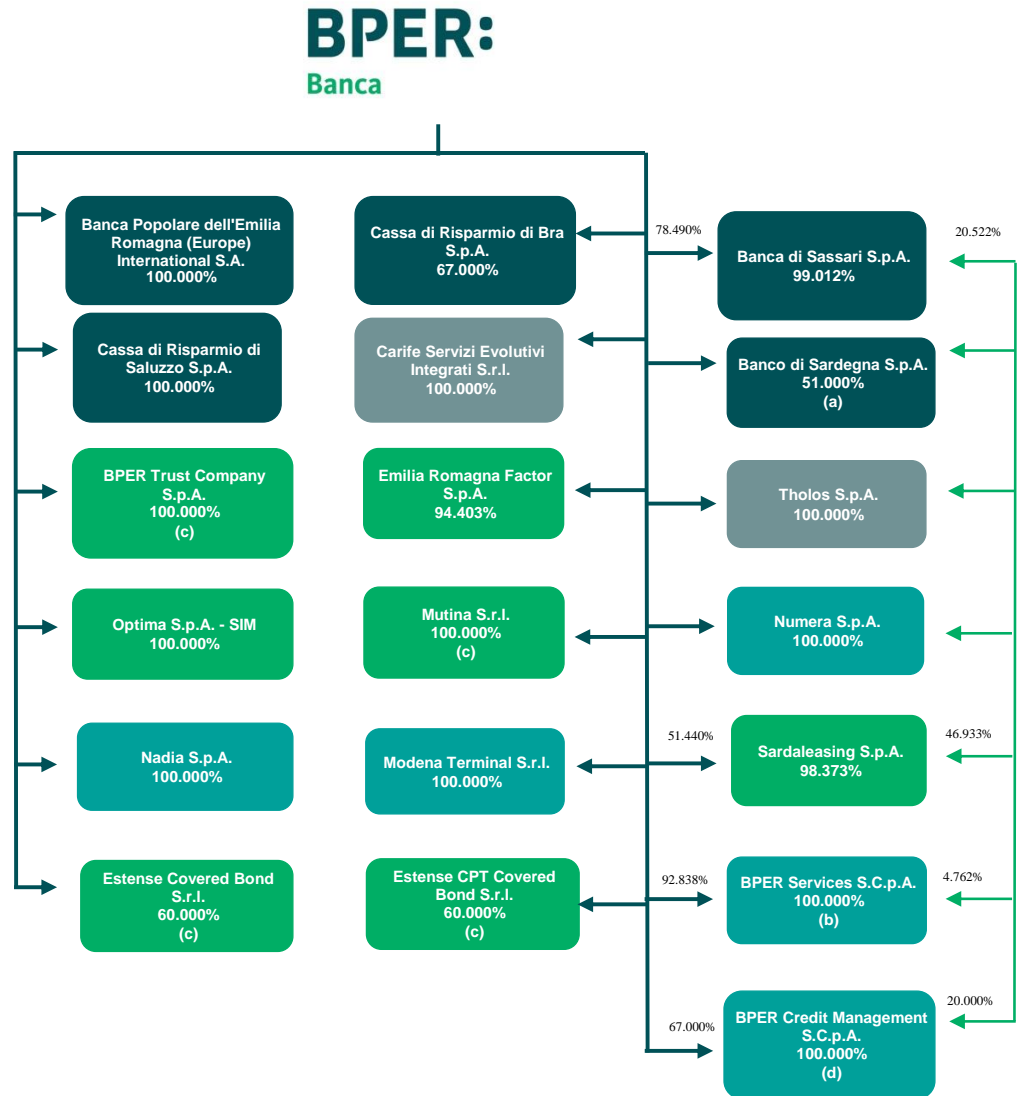 BPER:
Banca
Banca Popolare dell'Emilia
Romagna (Europe)
International S.A.
100.000%
Cassa di Risparmio di Bra
S.p.A.
67.000%
78.490%
Banca di Sassari S.p.A.
99.012%
20.522%
Cassa di Risparmio di
Saluzzo S.p.A.
100.000%
Carife Servizi Evolutivi
Integrati S.r.l.
100.000%
Banco di Sardegna S.p.A.
51.000%
(a)
BPER Trust Company
S.p.A.
100.000%
(c)
Emilia Romagna Factor
S.p.A.
94.403%
Tholos S.p.A.
100.000%
Optima S.p.A. - SIM
100.000%
Mutina S.r.l.
100.000%
(c)
Numera S.p.A.
100.000%
Nadia S.p.A.
100.000%
Modena Terminal S.r.l.
100.000%
51.440%
Sardaleasing S.p.A.
98.373%
46.933%
Estense Covered Bond
S.r.l.
60.000%
(c)
Estense CPT Covered
Bond S.r.l.
60.000%
(c)
92.838%
BPER Services S.C.p.A.
100.000%
(b)
4.762%
67.000%
BPER Credit Management
S.C.p.A.
100.000%
(d)
20.000%